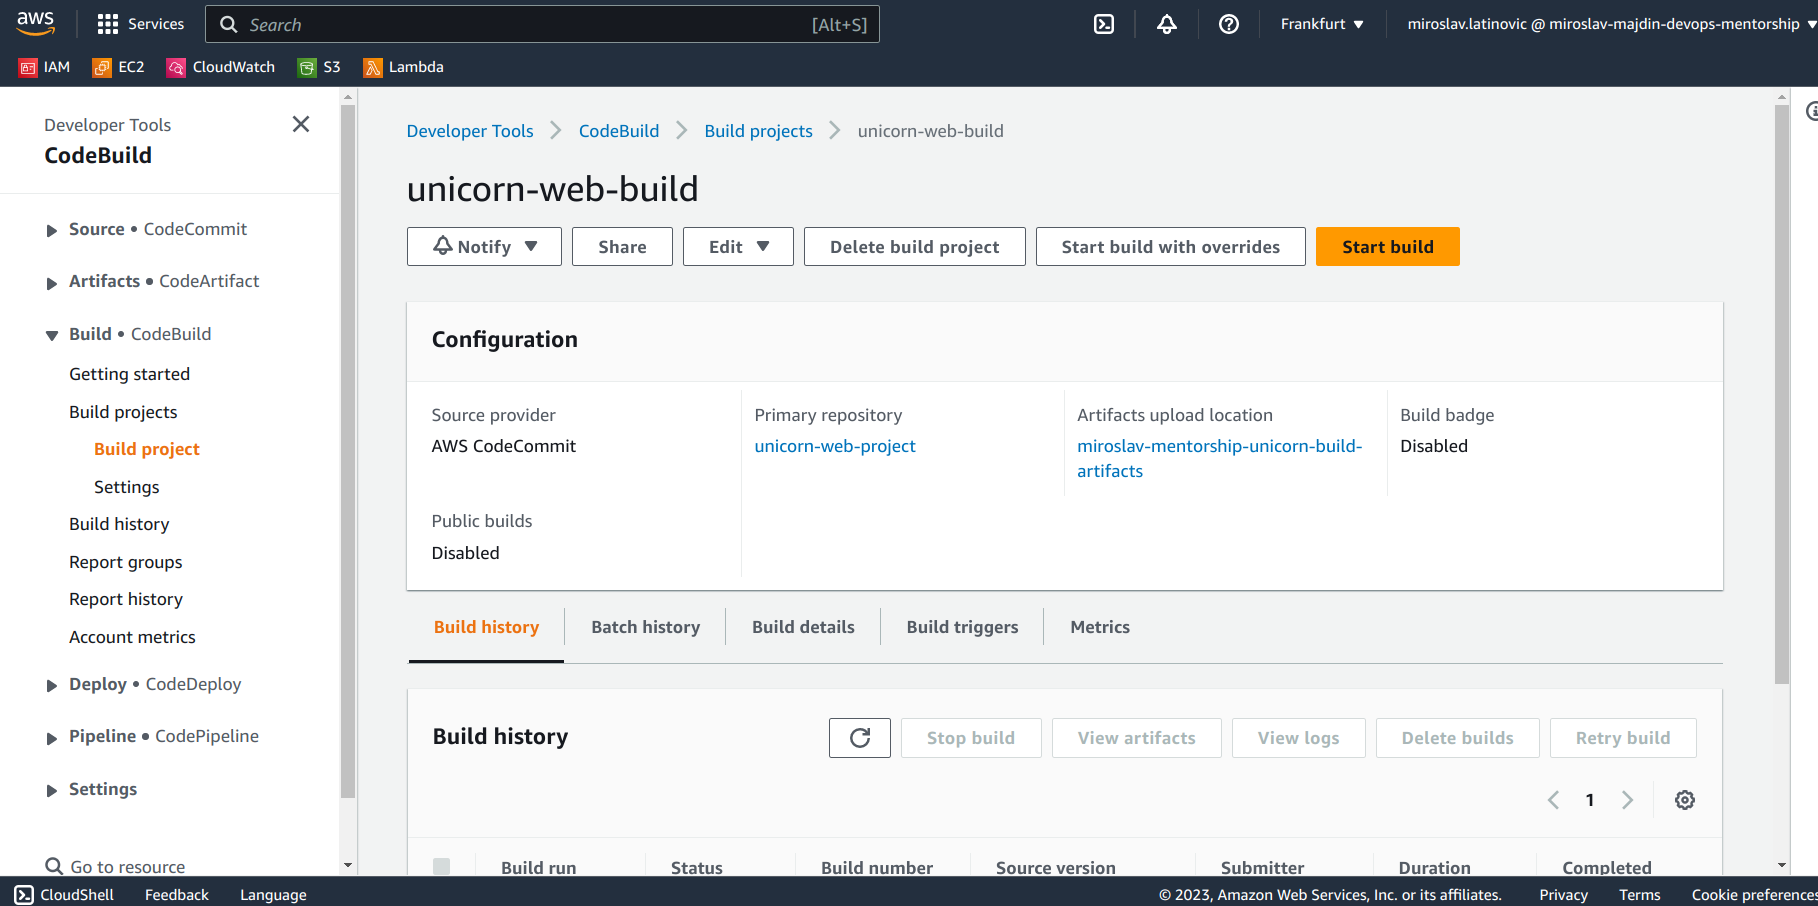 aws
Services
Search [Alt+S]
Frankfurt ▼
miroslav.latinovic @ miroslav-majdin-devops-mentorship ▼
IAM
EC2
CloudWatch
S3
Lambda
Developer Tools
CodeBuild
Source • CodeCommit
Artifacts • CodeArtifact
Build • CodeBuild
Getting started
Build projects
Build project
Settings
Build history
Report groups
Report history
Account metrics
Deploy • CodeDeploy
Pipeline • CodePipeline
Settings
Go to resource
Developer Tools > CodeBuild > Build projects > unicorn-web-build
unicorn-web-build
Notify ▼
Share
Edit ▼
Delete build project
Start build with overrides
Start build
Configuration
Source provider
AWS CodeCommit
Primary repository
unicorn-web-project
Artifacts upload location
miroslav-mentorship-unicorn-build-
artifacts
Build badge
Disabled
Public builds
Disabled
Build history
Batch history
Build details
Build triggers
Metrics
Build history
Stop build
View artifacts
View logs
Delete builds
Retry build
< 1 >
Build run
Status
Build number
Source version
Submitter
Duration
Completed
CloudShell
Feedback
Language
© 2023, Amazon Web Services, Inc. or its affiliates.
Privacy
Terms
Cookie preferences